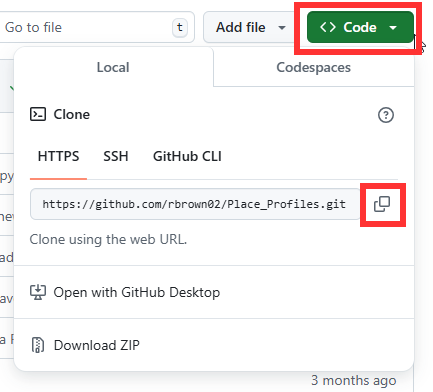 Go to file
t
Add file
Code
Local
Codespaces
Clone
HTTPS
SSH
GitHub CLI
https://github.com/rbrown02/Place_Profiles.git
Clone using the web URL.
Open with GitHub Desktop
Download ZIP
3 months ago